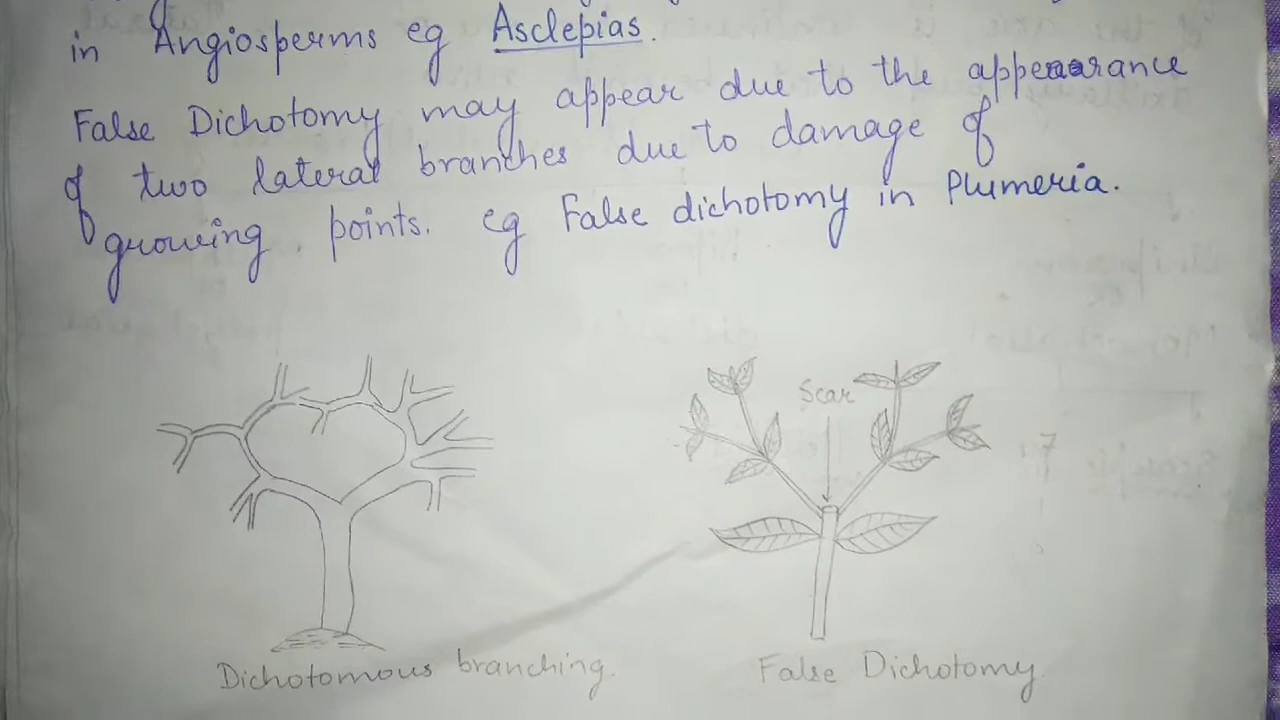 in Angiosperms eg Asclepias.
False Dichotomy may appear due to the appearance
of two lateral branches due to damage of
growing points. eg False dichotomy in Plumeria.
Scar
Dichotomous branching.
False Dichotomy.